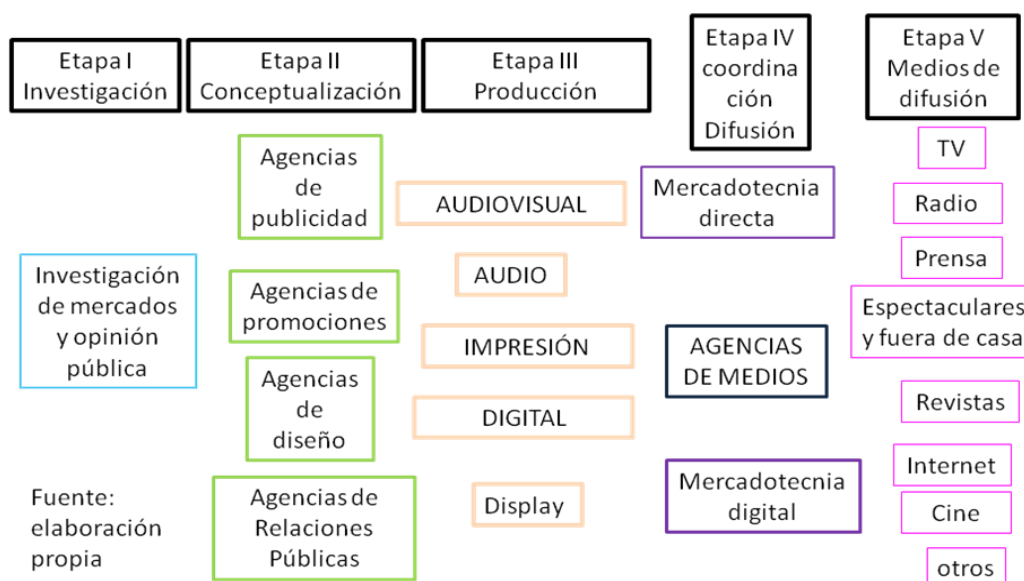 Etapa I
Investigación
Etapa II
Conceptualización
Etapa III
Producción
Etapa IV
coordina
ción
Difusión
Etapa V
Medios de
difusión
Investigación
de mercados
y opinión
pública
Fuente:
elaboración
propia
Agencias
de
publicidad
Agencias de
promociones
Agencias
de
diseño
Agencias de
Relaciones
Públicas
AUDIOVISUAL
AUDIO
IMPRESIÓN
DIGITAL
Display
Mercadotecnia
directa
AGENCIAS
DE MEDIOS
Mercadotecnia
digital
TV
Radio
Prensa
Espectaculares
y fuera de casa
Revistas
Internet
Cine
otros